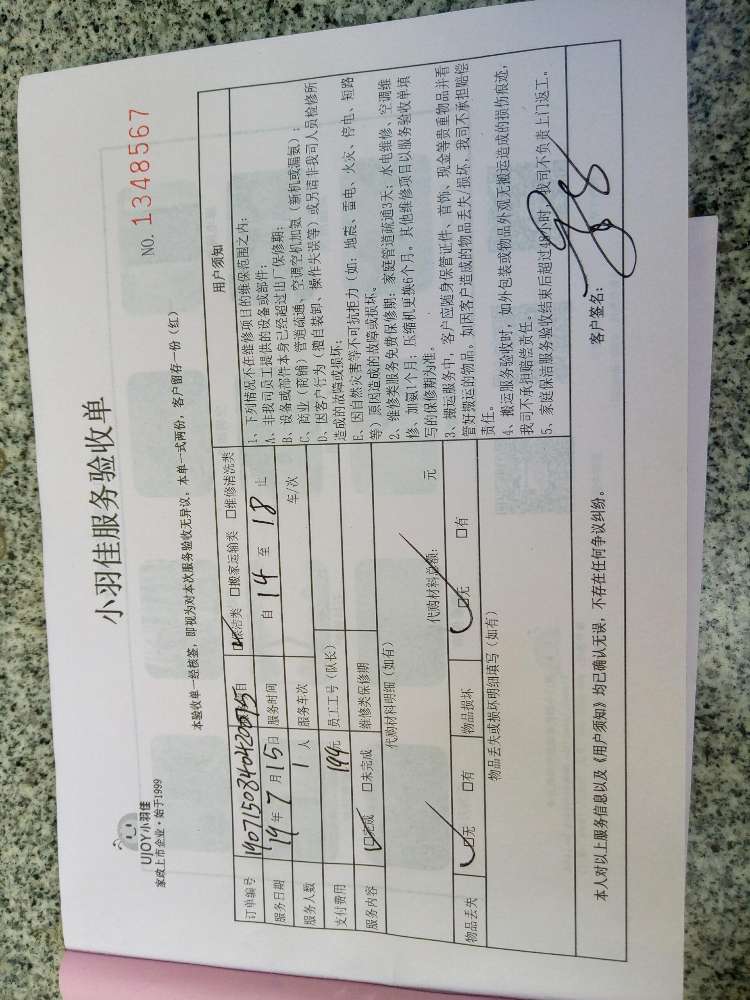 UJOY小羽佳
家政上市企业·始于1999
小羽佳服务验收单
NO. 1348567
本验收单一经核签，即视为对本次服务验收无异议。本单一式两份，客户留存一份（红）
订单编号 19071508404420075 项目 ☑保洁类 □搬家运输类 □维修清洗类
服务日期 '19 年 7 月 15 日 服务时间 自 14 至 18 止
服务人数 1 人 服务车次 车/次
支付费用 199 元 员工工号（队长）
服务内容 ☑完成 □未完成 维修类保修期
代购材料明细（如有）
代购材料总额： 元
物品丢失 ☑无 □有 物品损坏 ☑无 □有
物品丢失或损坏明细填写（如有）
用户须知
1、下列情况不在维修项目的维保范围之内：
A、非我司员工提供的设备或部件；
B、设备或部件本身已经超过出厂保修期；
C、商业（商铺）管道疏通、空调空机加氨（新机或漏氨）；
D、因客户行为（擅自装卸、操作失误等）或另请非我司人员检修所
造成的故障或损坏；
E、因自然灾害等不可抗拒力（如：地震、雷电、火灾、停电、短路
等）原因造成的故障或损坏。
2、维修类服务免费保修期：家庭管道疏通3天；水电维修、空调维
修、加氨1个月；压缩机更换6个月。其他维修项目以服务验收单填
写的保修期为准。
3、搬运服务中，客户应随身保管证件、首饰、现金等贵重物品并看
管好搬运的物品。如因客户造成的物品丢失/损坏，我司不承担赔偿
责任。
4、搬运服务验收时，如外包装或物品外观无搬运造成的损伤痕迹，
我司不承担赔偿责任。
5、家庭保洁服务验收结束后超过48小时，我司不负责上门返工。
本人对以上服务信息以及《用户须知》均已确认无误，不存在任何争议纠纷。
客户签名：